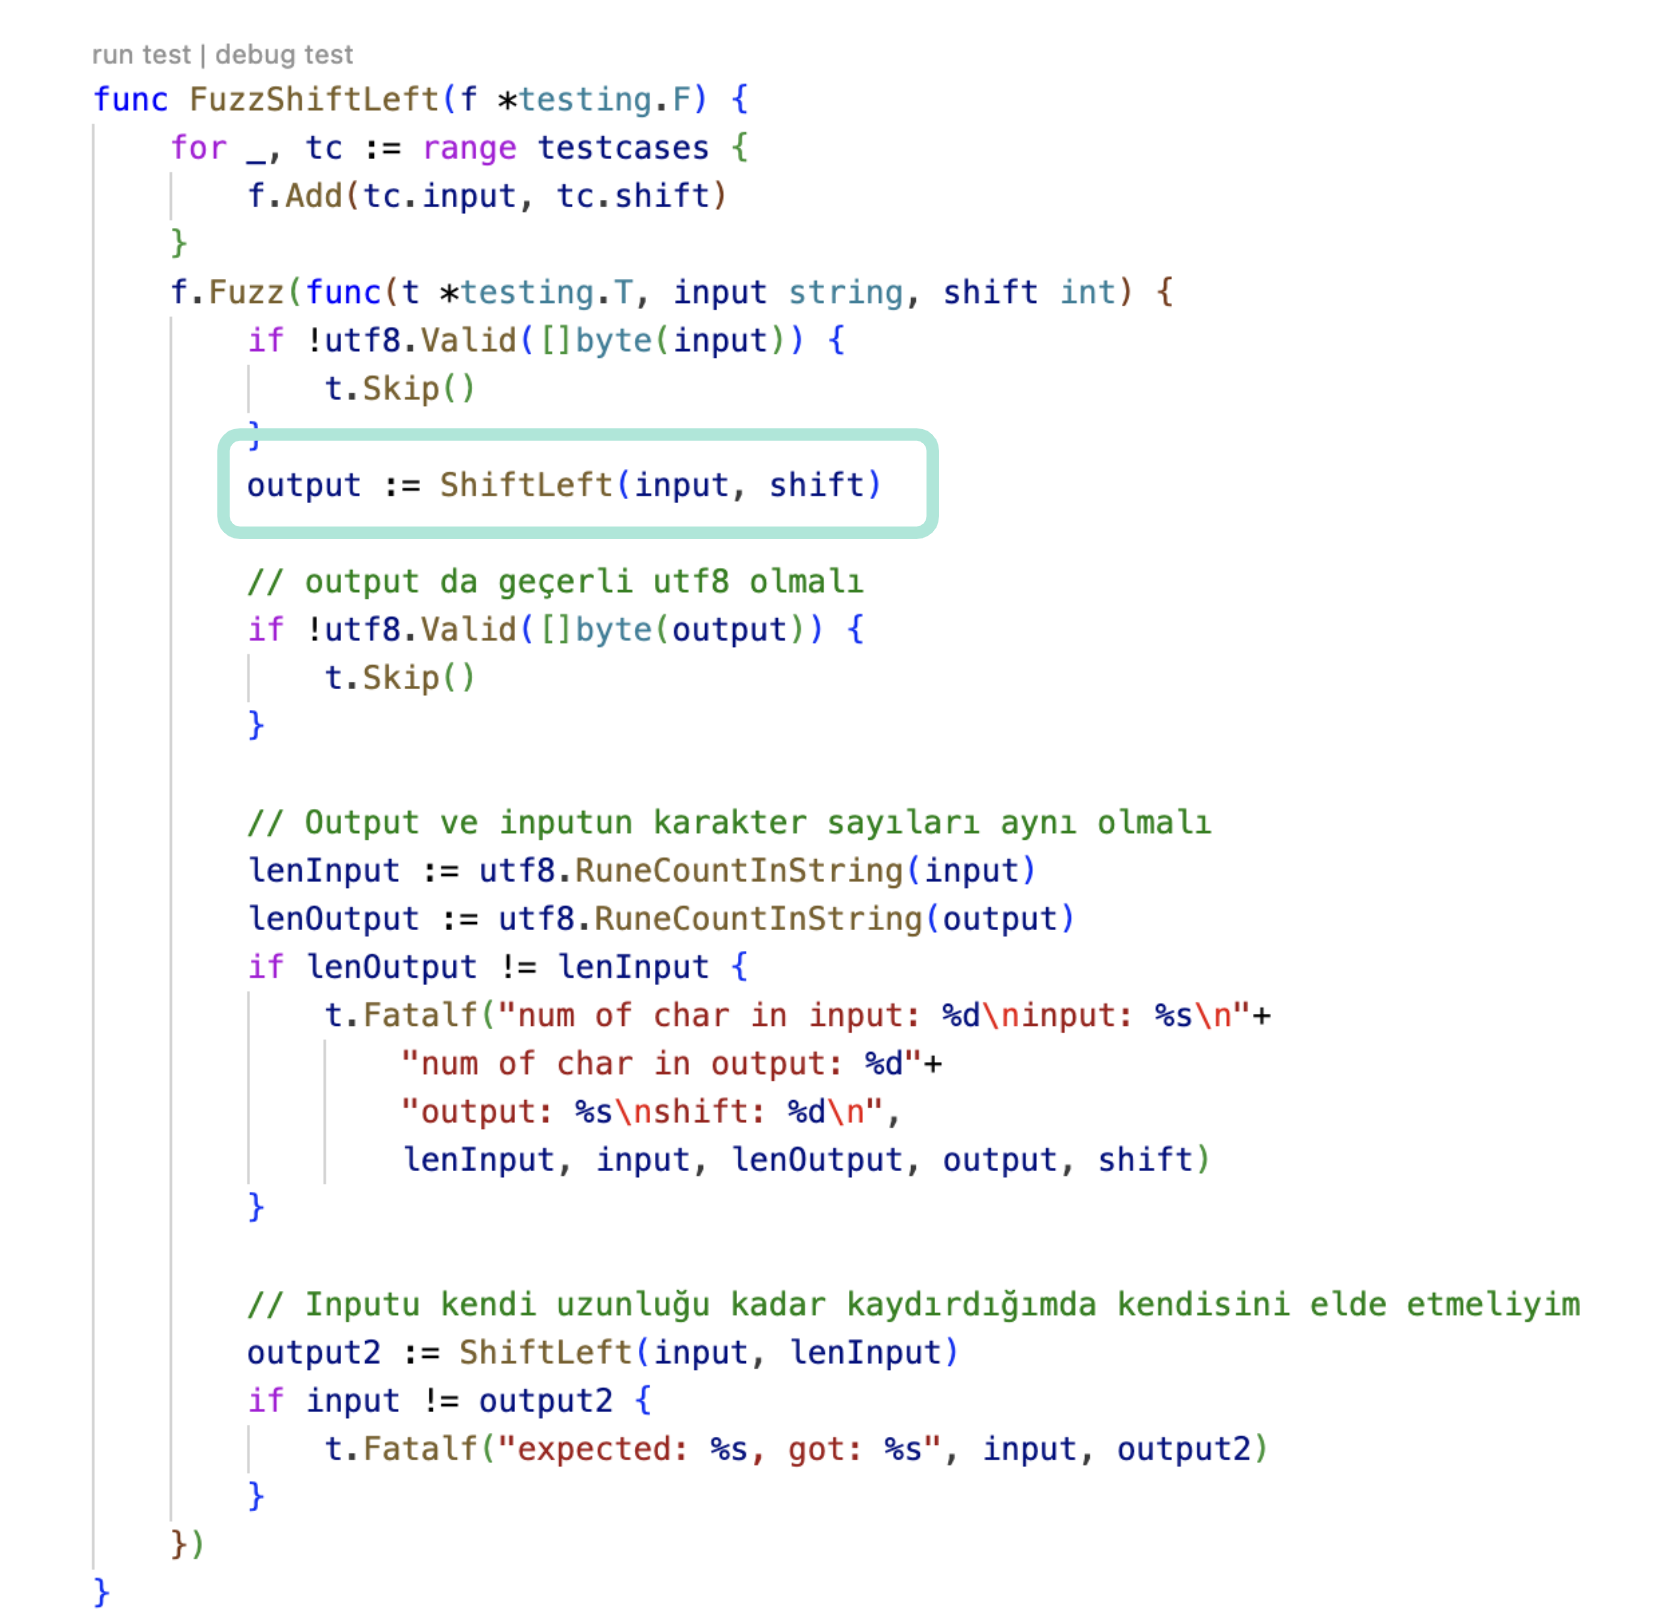 run test | debug test
func FuzzShiftLeft(f *testing.F) {
for _, tc := range testcases {
f.Add(tc.input, tc.shift)
}
f.Fuzz(func(t *testing.T, input string, shift int) {
if !utf8.Valid([]byte(input)) {
t.Skip()
}
output := ShiftLeft(input, shift)
// output da geçerli utf8 olmalı
if !utf8.Valid([]byte(output)) {
t.Skip()
}
// Output ve inputun karakter sayıları aynı olmalı
lenInput := utf8.RuneCountInString(input)
lenOutput := utf8.RuneCountInString(output)
if lenOutput != lenInput {
t.Fatalf("num of char in input: %d\ninput: %s\n"+
"num of char in output: %d"+
"output: %s\nshift: %d\n",
lenInput, input, lenOutput, output, shift)
}
// Inputu kendi uzunluğu kadar kaydırdığımda kendisini elde etmeliyim
output2 := ShiftLeft(input, lenInput)
if input != output2 {
t.Fatalf("expected: %s, got: %s", input, output2)
}
})
}